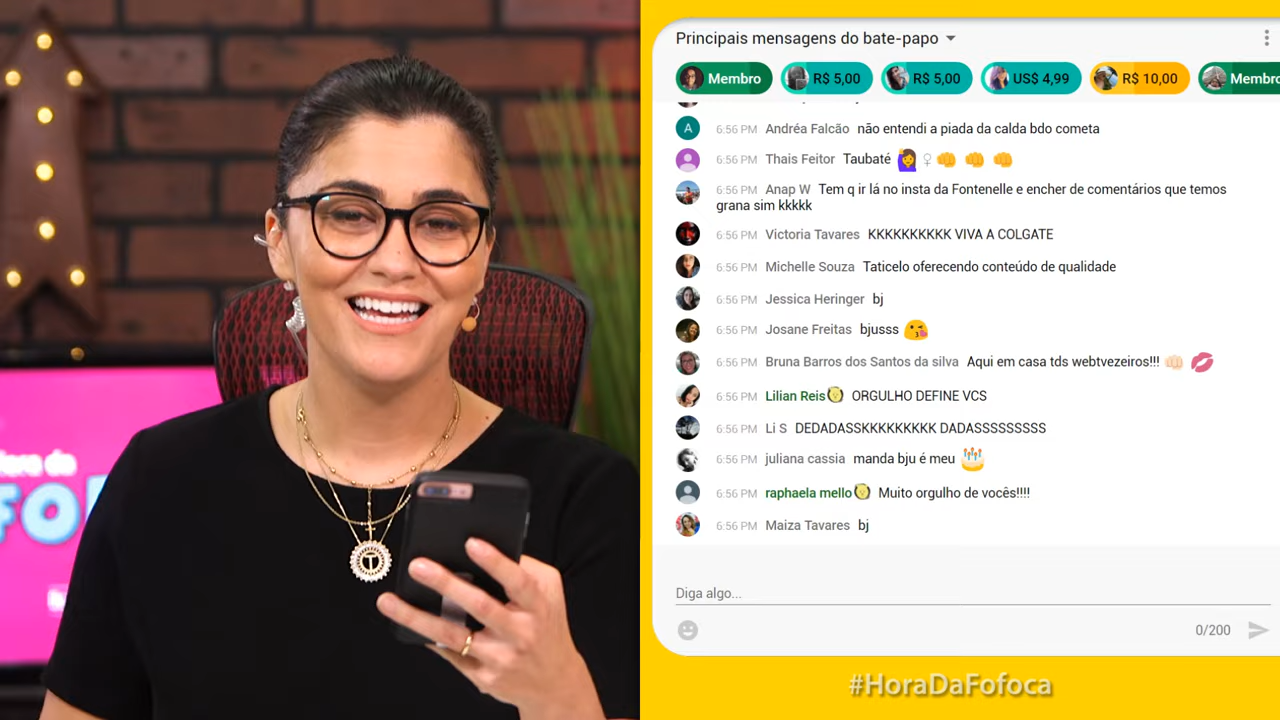 Principais mensagens do bate-papo
Membro R$ 5,00 R$ 5,00 US$ 4,99 R$ 10,00 Membro
A 6:56 PM Andréa Falcão não entendi a piada da calda bdo cometa
6:56 PM Thais Feitor Taubaté 🙋‍♀ 👊 👊 👊
6:56 PM Anap W Tem q ir lá no insta da Fontenelle e encher de comentários que temos
grana sim kkkkk
6:56 PM Victoria Tavares KKKKKKKKKK VIVA A COLGATE
6:56 PM Michelle Souza Taticelo oferecendo conteúdo de qualidade
6:56 PM Jessica Heringer bj
6:56 PM Josane Freitas bjusss 😘
6:56 PM Bruna Barros dos Santos da silva Aqui em casa tds webtvezeiros!!! 👊🏻 💋
6:56 PM Lilian Reis ORGULHO DEFINE VCS
6:56 PM Li S DEDADASSKKKKKKKKK DADASSSSSSSSS
6:56 PM juliana cassia manda bju é meu 🎂
6:56 PM raphaela mello Muito orgulho de vocês!!!!
6:56 PM Maiza Tavares bj
Diga algo...
0/200
#HoraDaFofoca
Hora da
FO
T